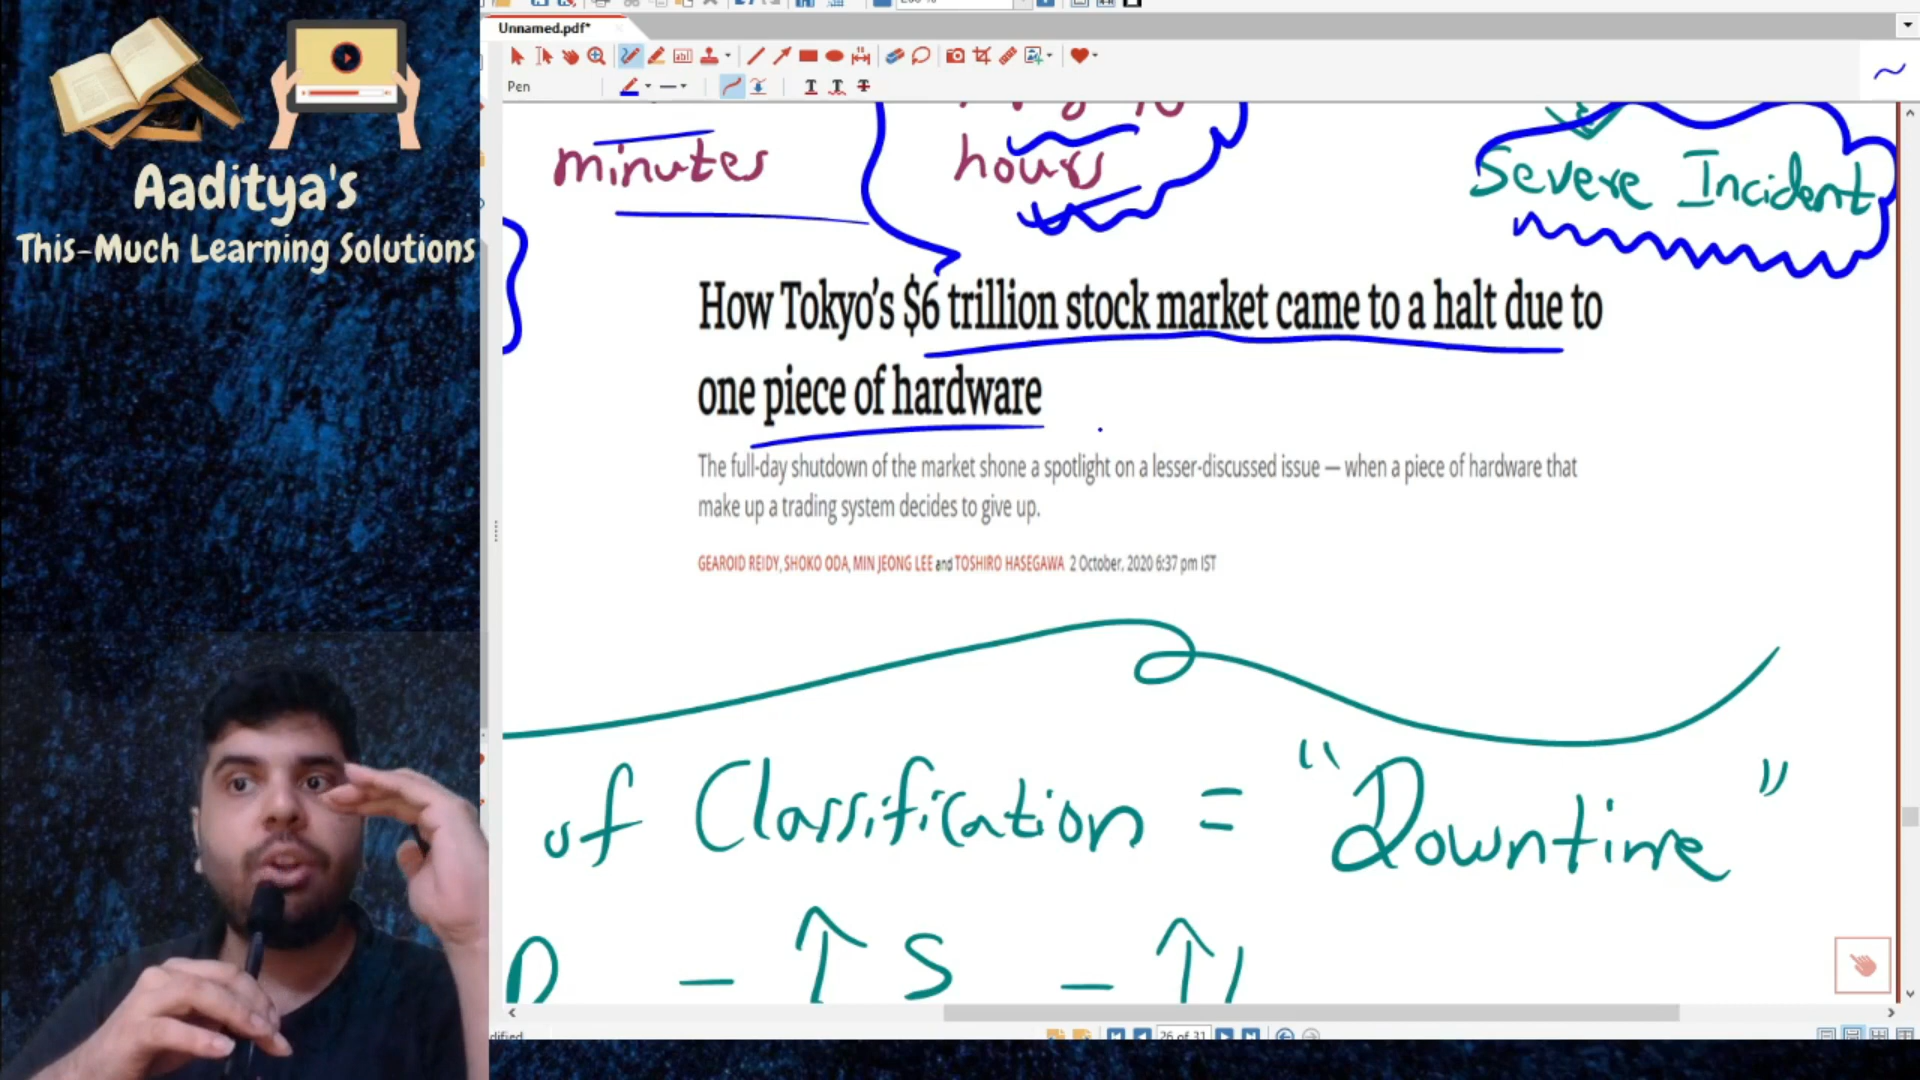 Aaditya's
This-Much Learning Solutions
Unnamed.pdf*
Pen
minutes
hours
Severe Incident
How Tokyo's $6 trillion stock market came to a halt due to
one piece of hardware
The full-day shutdown of the market shone a spotlight on a lesser-discussed issue — when a piece of hardware that
make up a trading system decides to give up.
GEAROID REIDY, SHOKO ODA, MIN JEONG LEE and TOSHIRO HASEGAWA 2 October, 2020 6:37 pm IST
of Classification = "Downtime"
D – ↑ S – ↑
26 of 31